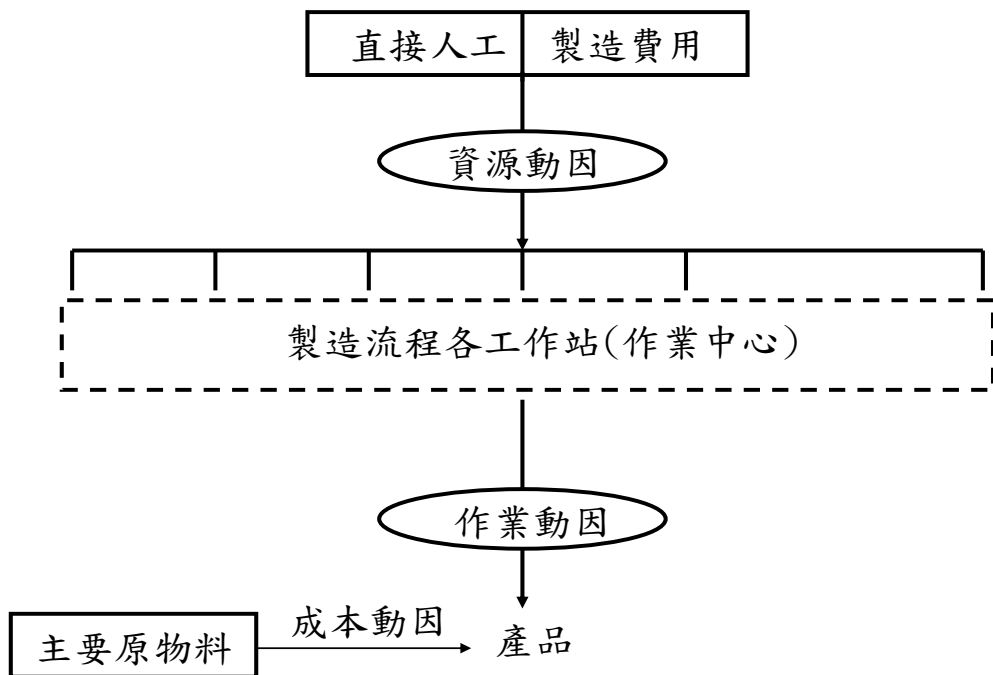 直接人工 製造費用
資源動因
製造流程各工作站(作業中心)
作業動因
成本動因
主要原物料
產品